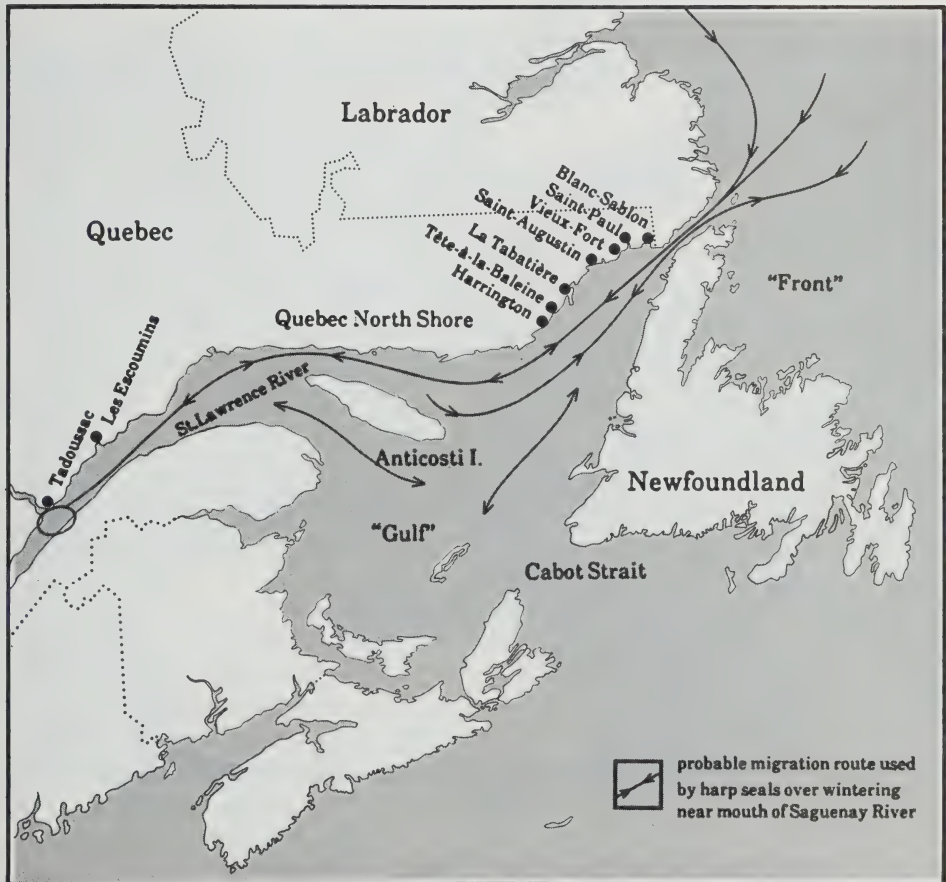 Labrador
Quebec
Blanc-Sablon
Saint-Paul
Vieux-Fort
Saint-Augustin
La Tabatière
Tête-à-la-Baleine
Harrington
"Front"
Quebec North Shore
Les Escoumins
Tadoussac
St. Lawrence River
Anticosti I.
Newfoundland
"Gulf"
Cabot Strait
probable migration route used
by harp seals over wintering
near mouth of Saguenay River